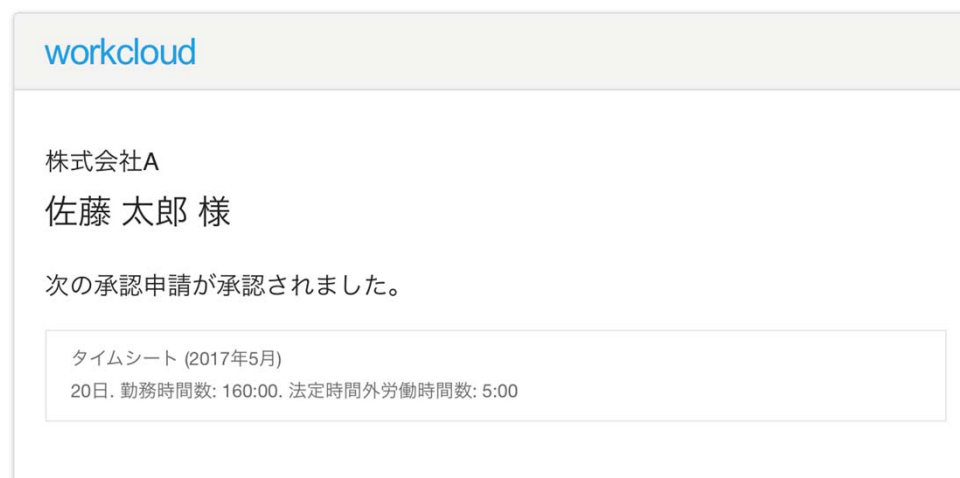 workcloud
株式会社A
佐藤 太郎 様
次の承認申請が承認されました。
タイムシート (2017年5月)
20日. 勤務時間数: 160:00. 法定時間外労働時間数: 5:00